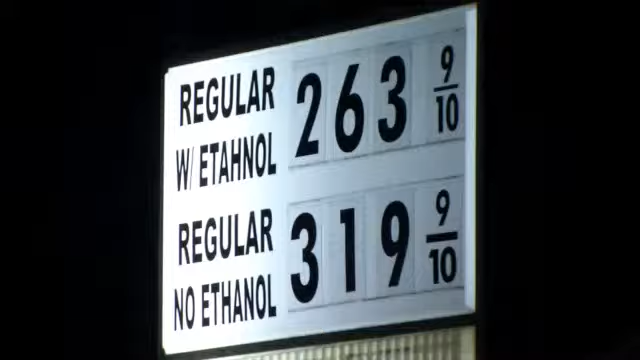 REGULAR
W/ ETAHNOL
263 9/10
REGULAR
NO ETHANOL
319 9/10